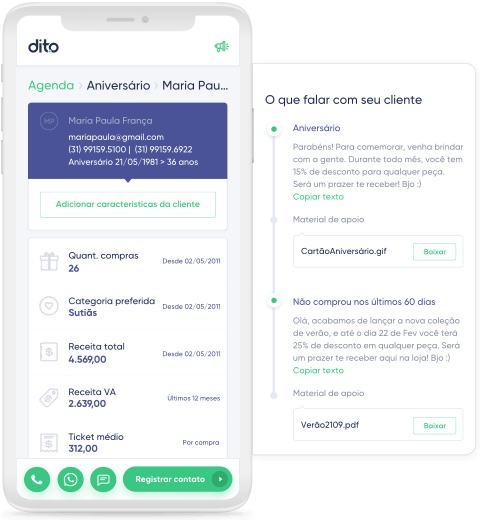 dito
Agenda > Aniversário > Maria Pau...
MP Maria Paula França
mariapaula@gmail.com
(31) 99159.5100 | (31) 99159.6922
Aniversário 21/05/1981 > 36 anos
Adicionar características da cliente
Quant. compras
26
Desde 02/05/2011
Categoria preferida
Sutiãs
Desde 02/05/2011
Receita total
4.569,00
Desde 02/05/2011
Receita VA
2.639,00
Últimos 12 meses
Ticket médio
312,00
Por compra
Registrar contato
O que falar com seu cliente
Aniversário
Parabéns! Para comemorar, venha brindar
com a gente. Durante todo mês, você tem
15% de desconto para qualquer peça.
Será um prazer te receber! Bjo :)
Copiar texto
Material de apoio
CartãoAniversário.gif
Baixar
Não comprou nos últimos 60 dias
Olá, acabamos de lançar a nova coleção
de verão, e até o dia 22 de Fev você terá
25% de desconto em qualquer peça. Será
um prazer te receber aqui na loja! Bjo :)
Copiar texto
Material de apoio
Verão2109.pdf
Baixar